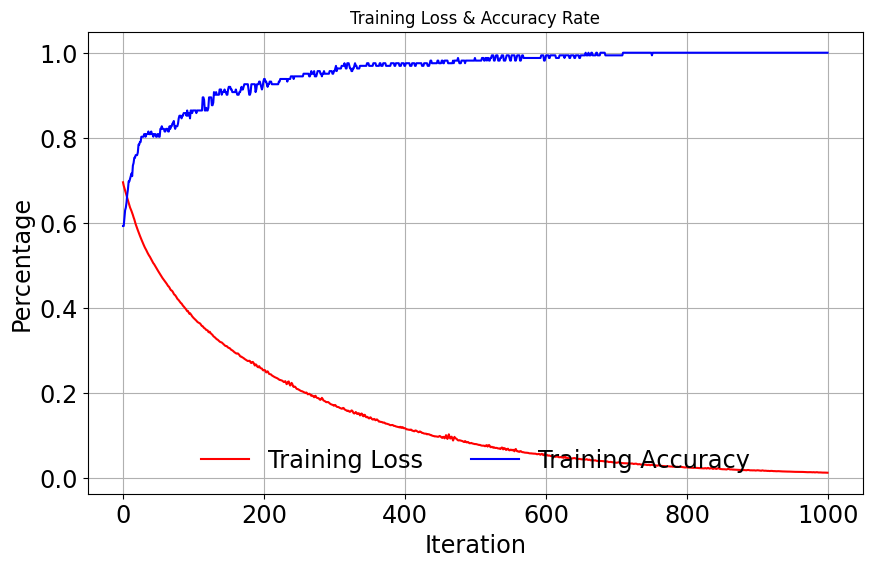 Training Loss & Accuracy Rate
1.0
0.8
0.6
0.4
0.2
0.0
Percentage
Training Loss
Training Accuracy
0 200 400 600 800 1000
Iteration